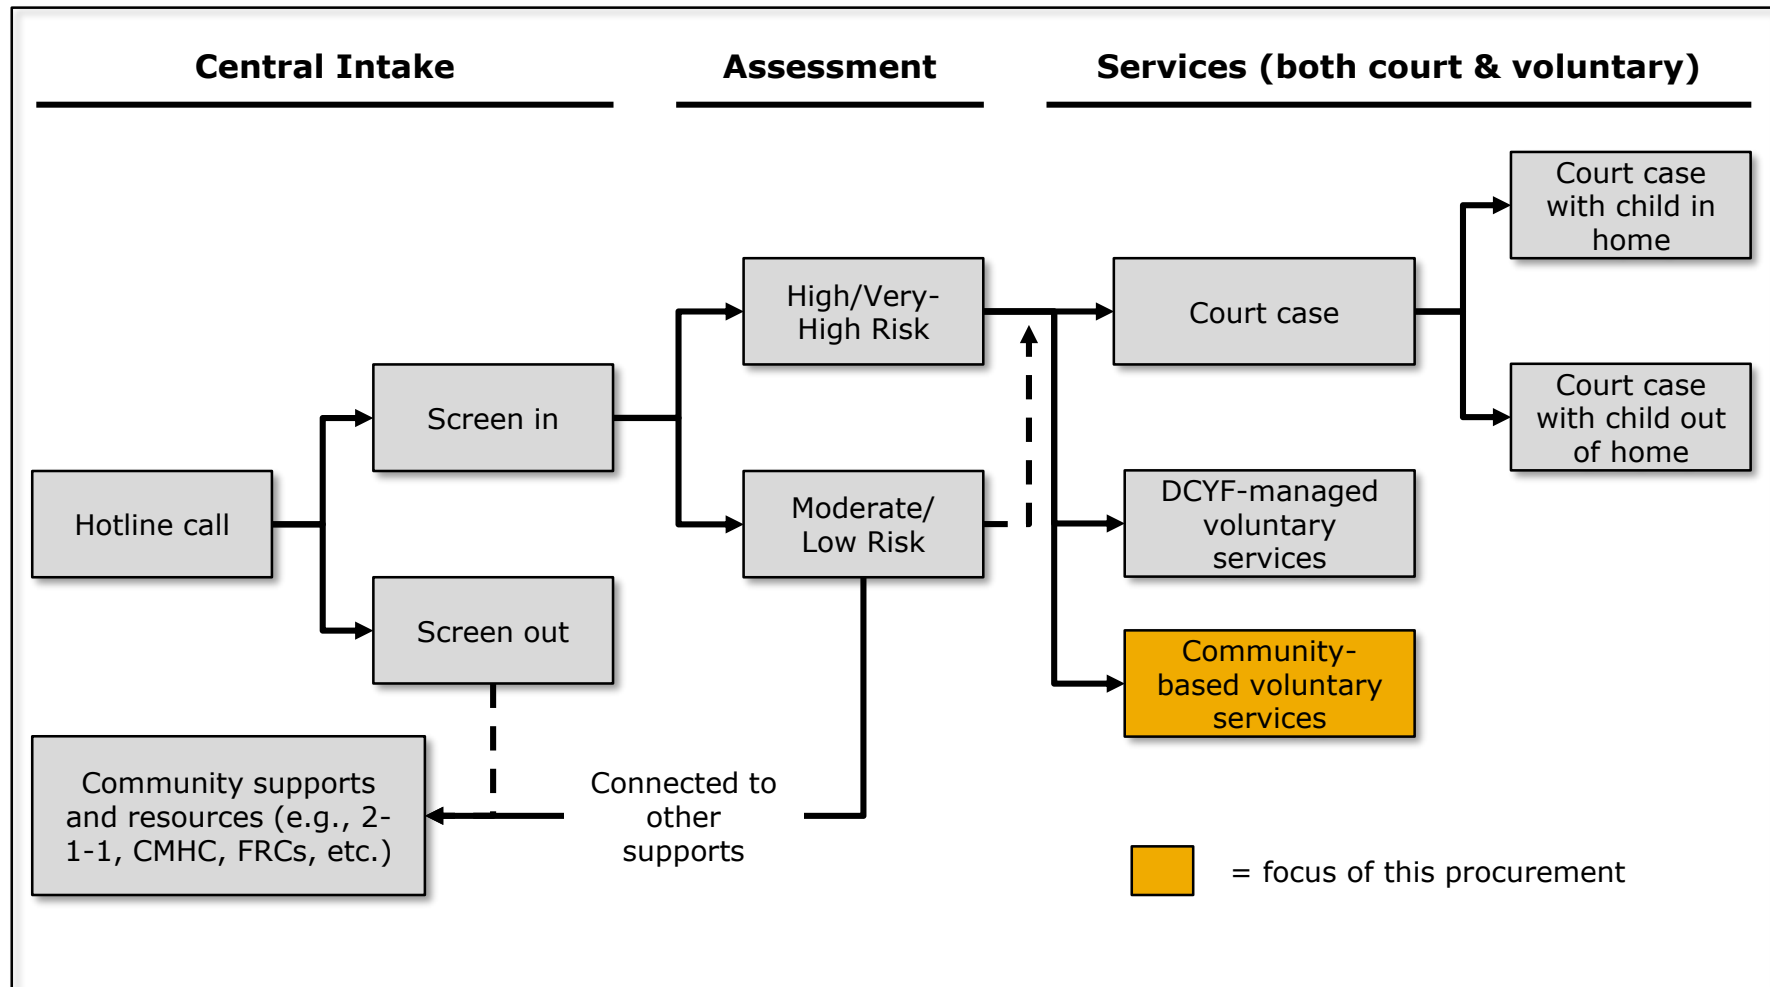 Central Intake
Assessment
Services (both court & voluntary)
Hotline call
Screen in
Screen out
Community supports
and resources (e.g., 2-
1-1, CMHC, FRCs, etc.)
High/Very-
High Risk
Moderate/
Low Risk
Connected to
other
supports
Court case
Court case
with child in
home
Court case
with child out
of home
DCYF-managed
voluntary
services
Community-
based voluntary
services
= focus of this procurement